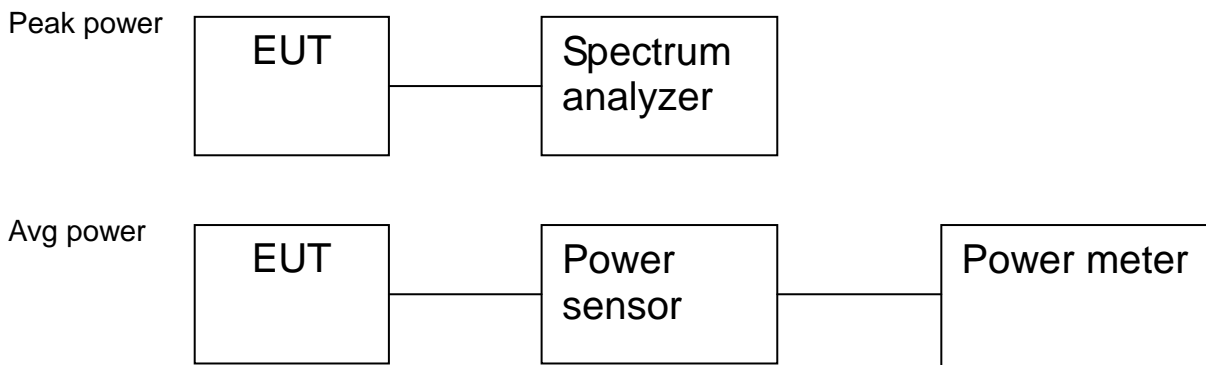 Peak power
EUT
Spectrum
analyzer
Avg power
EUT
Power
sensor
Power meter